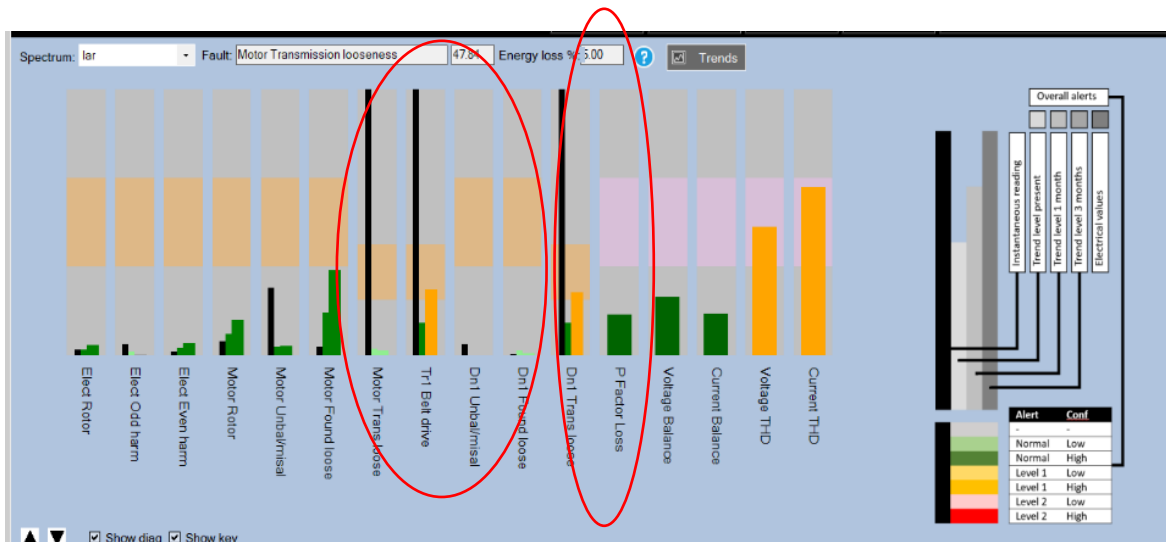 Spectrum: Iar Fault: Motor Transmission looseness 47.84 Energy loss %: 5.00 ? Trends
Overall alerts
Instantaneous reading
Trend level present
Trend level 1 month
Trend level 3 months
Electrical values
Elect Rotor
Elect Odd harm
Elect Even harm
Motor Rotor
Motor Unbal/misal
Motor Found loose
Motor Trans loose
Tr1 Belt drive
Dn1 Unbal/misal
Dn1 Found loose
Dn1 Trans loose
P Factor Loss
Voltage Balance
Current Balance
Voltage THD
Current THD
Alert Conf
- -
Normal Low
Normal High
Level 1 Low
Level 1 High
Level 2 Low
Level 2 High
Show diag Show key